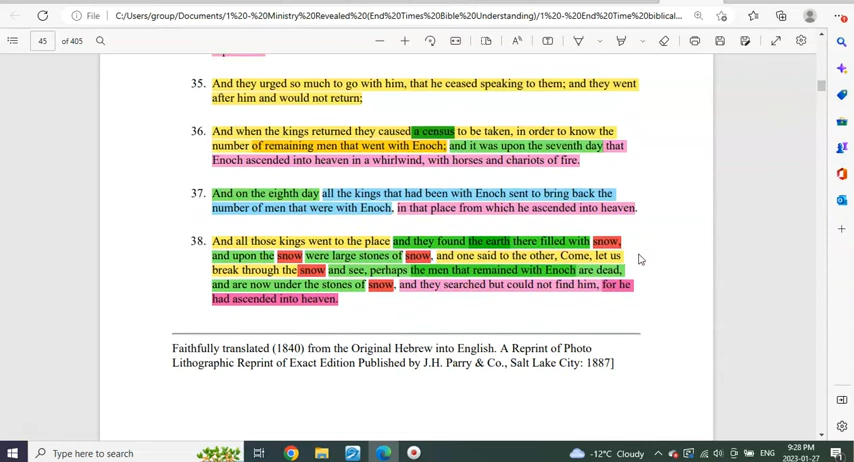 File
C:/Users/group/Documents/1%20-%20Ministry%20Revealed%20(End%20Times%20Bible%20Understanding)/1%20-%20END%20Time%20biblical...
45 of 405
35. And they urged so much to go with him, that he ceased speaking to them; and they went
after him and would not return;
36. And when the kings returned they caused a census to be taken, in order to know the
number of remaining men that went with Enoch; and it was upon the seventh day that
Enoch ascended into heaven in a whirlwind, with horses and chariots of fire.
37. And on the eighth day all the kings that had been with Enoch sent to bring back the
number of men that were with Enoch, in that place from which he ascended into heaven.
38. And all those kings went to the place and they found the earth there filled with snow,
and upon the snow were large stones of snow, and one said to the other, Come, let us
break through the snow and see, perhaps the men that remained with Enoch are dead,
and are now under the stones of snow, and they searched but could not find him, for he
had ascended into heaven.
Faithfully translated (1840) from the Original Hebrew into English. A Reprint of Photo
Lithographic Reprint of Exact Edition Published by J.H. Parry & Co., Salt Lake City: 1887]
Type here to search
-12°C Cloudy
ENG
9:28 PM
2023-01-27